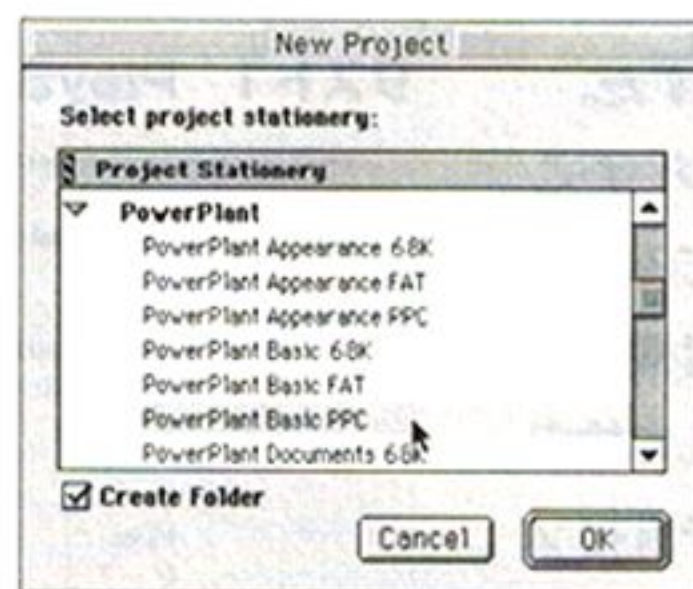 New Project
Select project stationery:
Project Stationery
PowerPlant
PowerPlant Appearance 68K
PowerPlant Appearance FAT
PowerPlant Appearance PPC
PowerPlant Basic 68K
PowerPlant Basic FAT
PowerPlant Basic PPC
PowerPlant Documents 68K
Create Folder
Cancel OK